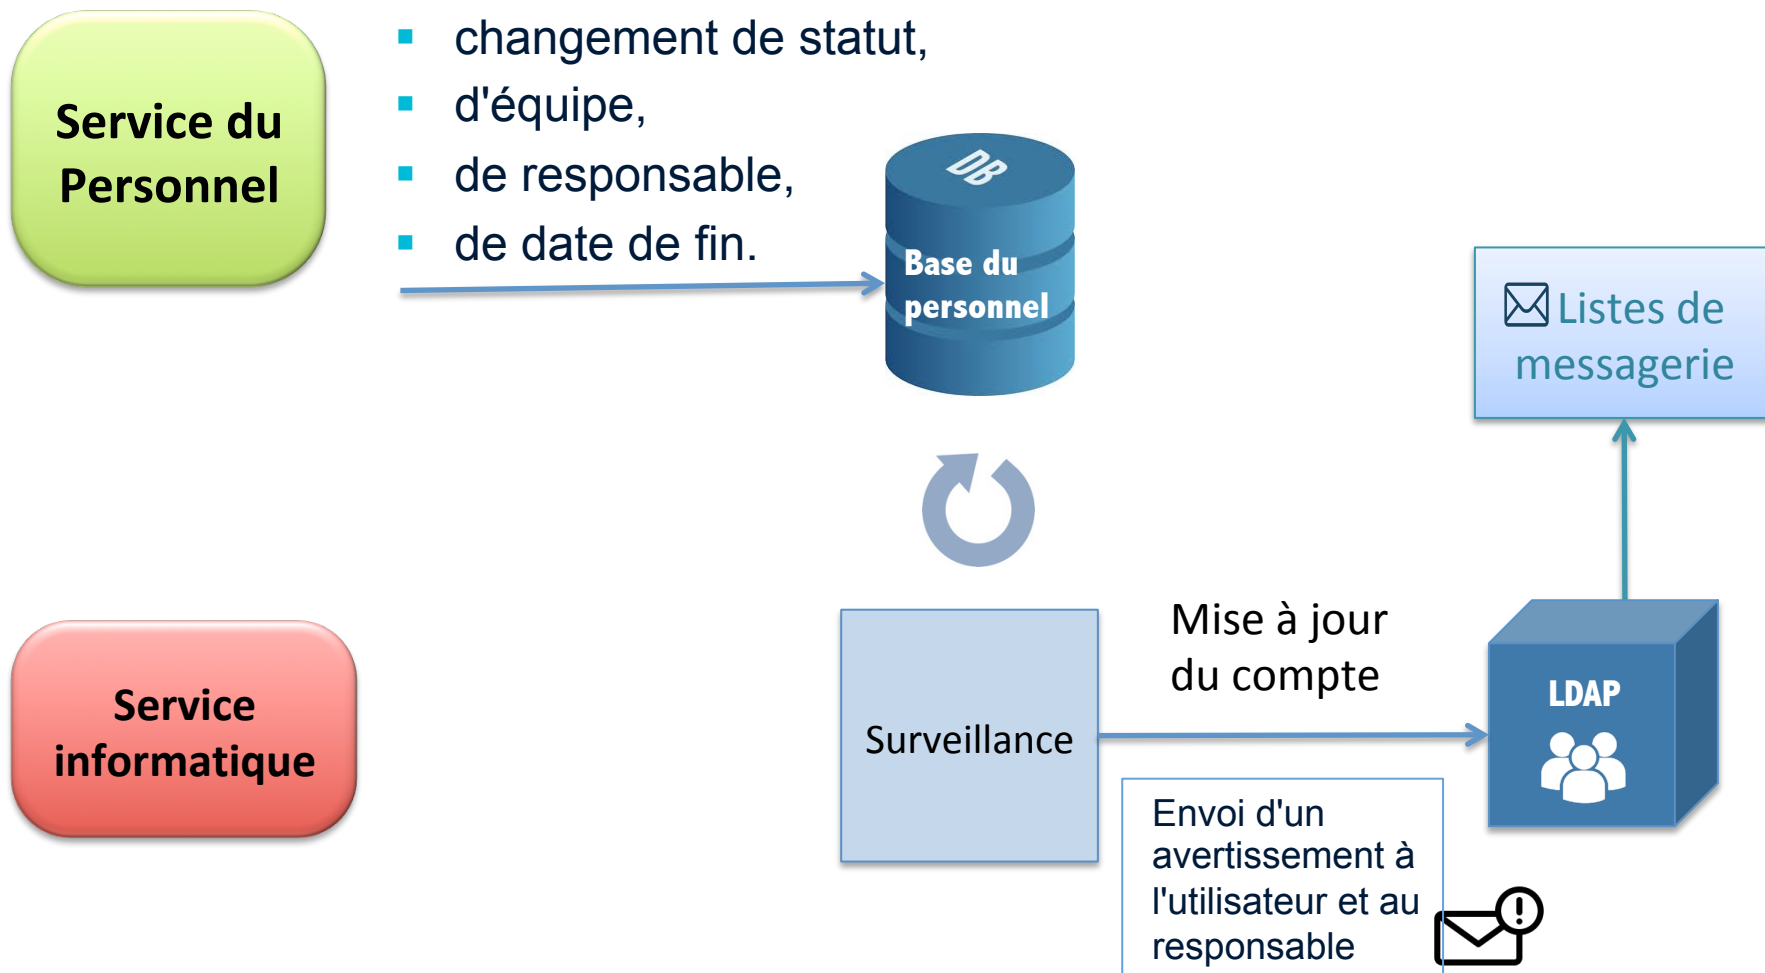 Service du
Personnel
changement de statut,
d'équipe,
de responsable,
de date de fin.
DB
Base du
personnel
Listes de
messagerie
Service
informatique
Surveillance
Mise à jour
du compte
LDAP
Envoi d'un
avertissement à
l'utilisateur et au
responsable